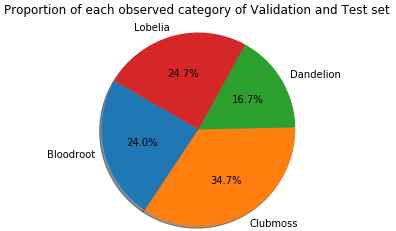 Proportion of each observed category of Validation and Test set
Lobelia
24.7%
Dandelion
16.7%
Bloodroot
24.0%
34.7%
Clubmoss